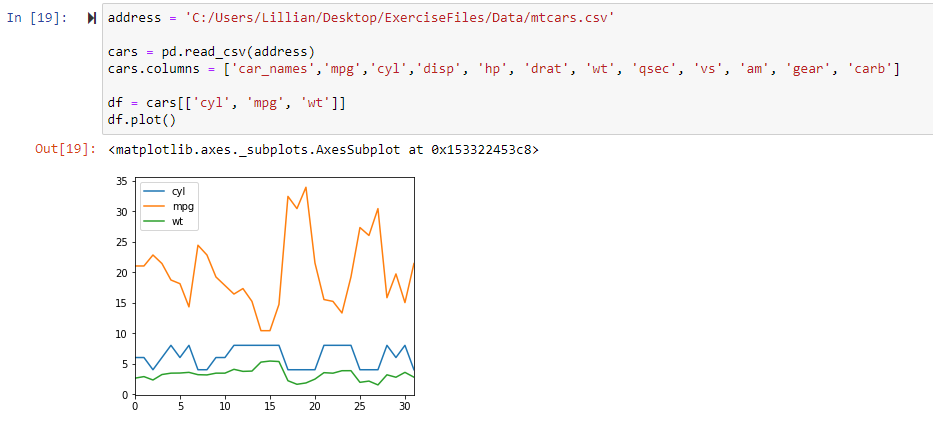 In [19]:
address = 'C:/Users/Lillian/Desktop/ExerciseFiles/Data/mtcars.csv'
cars = pd.read_csv(address)
cars.columns = ['car_names','mpg','cyl','disp', 'hp', 'drat', 'wt', 'qsec', 'vs', 'am', 'gear', 'carb']
df = cars[['cyl', 'mpg', 'wt']]
df.plot()
Out[19]: <matplotlib.axes._subplots.AxesSubplot at 0x153322453c8>
35
30
25
20
15
10
5
0
cyl
mpg
wt
0 5 10 15 20 25 30